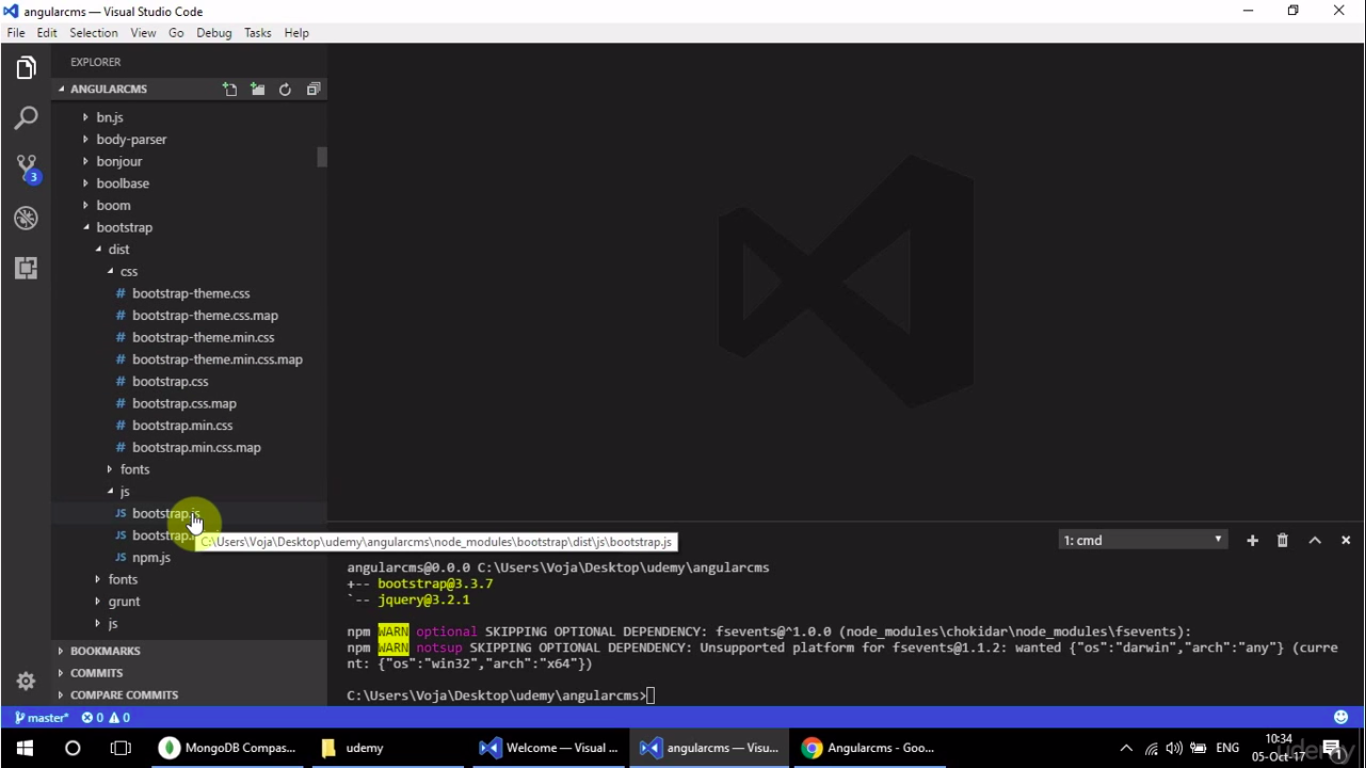 angularcms — Visual Studio Code
File Edit Selection View Go Debug Tasks Help
EXPLORER
ANGULARCMS
bn.js
body-parser
bonjour
boolbase
boom
bootstrap
dist
css
# bootstrap-theme.css
# bootstrap-theme.css.map
# bootstrap-theme.min.css
# bootstrap-theme.min.css.map
# bootstrap.css
# bootstrap.css.map
# bootstrap.min.css
# bootstrap.min.css.map
fonts
js
JS bootstrap.js
JS bootstrap.
C:\Users\Voja\Desktop\udemy\angularcms\node_modules\bootstrap\dist\js\bootstrap.js
JS npm.js
fonts
grunt
js
BOOKMARKS
COMMITS
COMPARE COMMITS
3
1: cmd
angularcms@0.0.0 C:\Users\Voja\Desktop\udemy\angularcms
+-- bootstrap@3.3.7
`-- jquery@3.2.1
npm WARN optional SKIPPING OPTIONAL DEPENDENCY: fsevents@^1.0.0 (node_modules\chokidar\node_modules\fsevents):
npm WARN notsup SKIPPING OPTIONAL DEPENDENCY: Unsupported platform for fsevents@1.1.2: wanted {"os":"darwin","arch":"any"} (curre
nt: {"os":"win32","arch":"x64"})
C:\Users\Voja\Desktop\udemy\angularcms>
master* 0 0
MongoDB Compas...
udemy
Welcome — Visual ...
angularcms — Visu...
Angularcms - Goo...
ENG
10:34
05-Oct-17
udemy
1